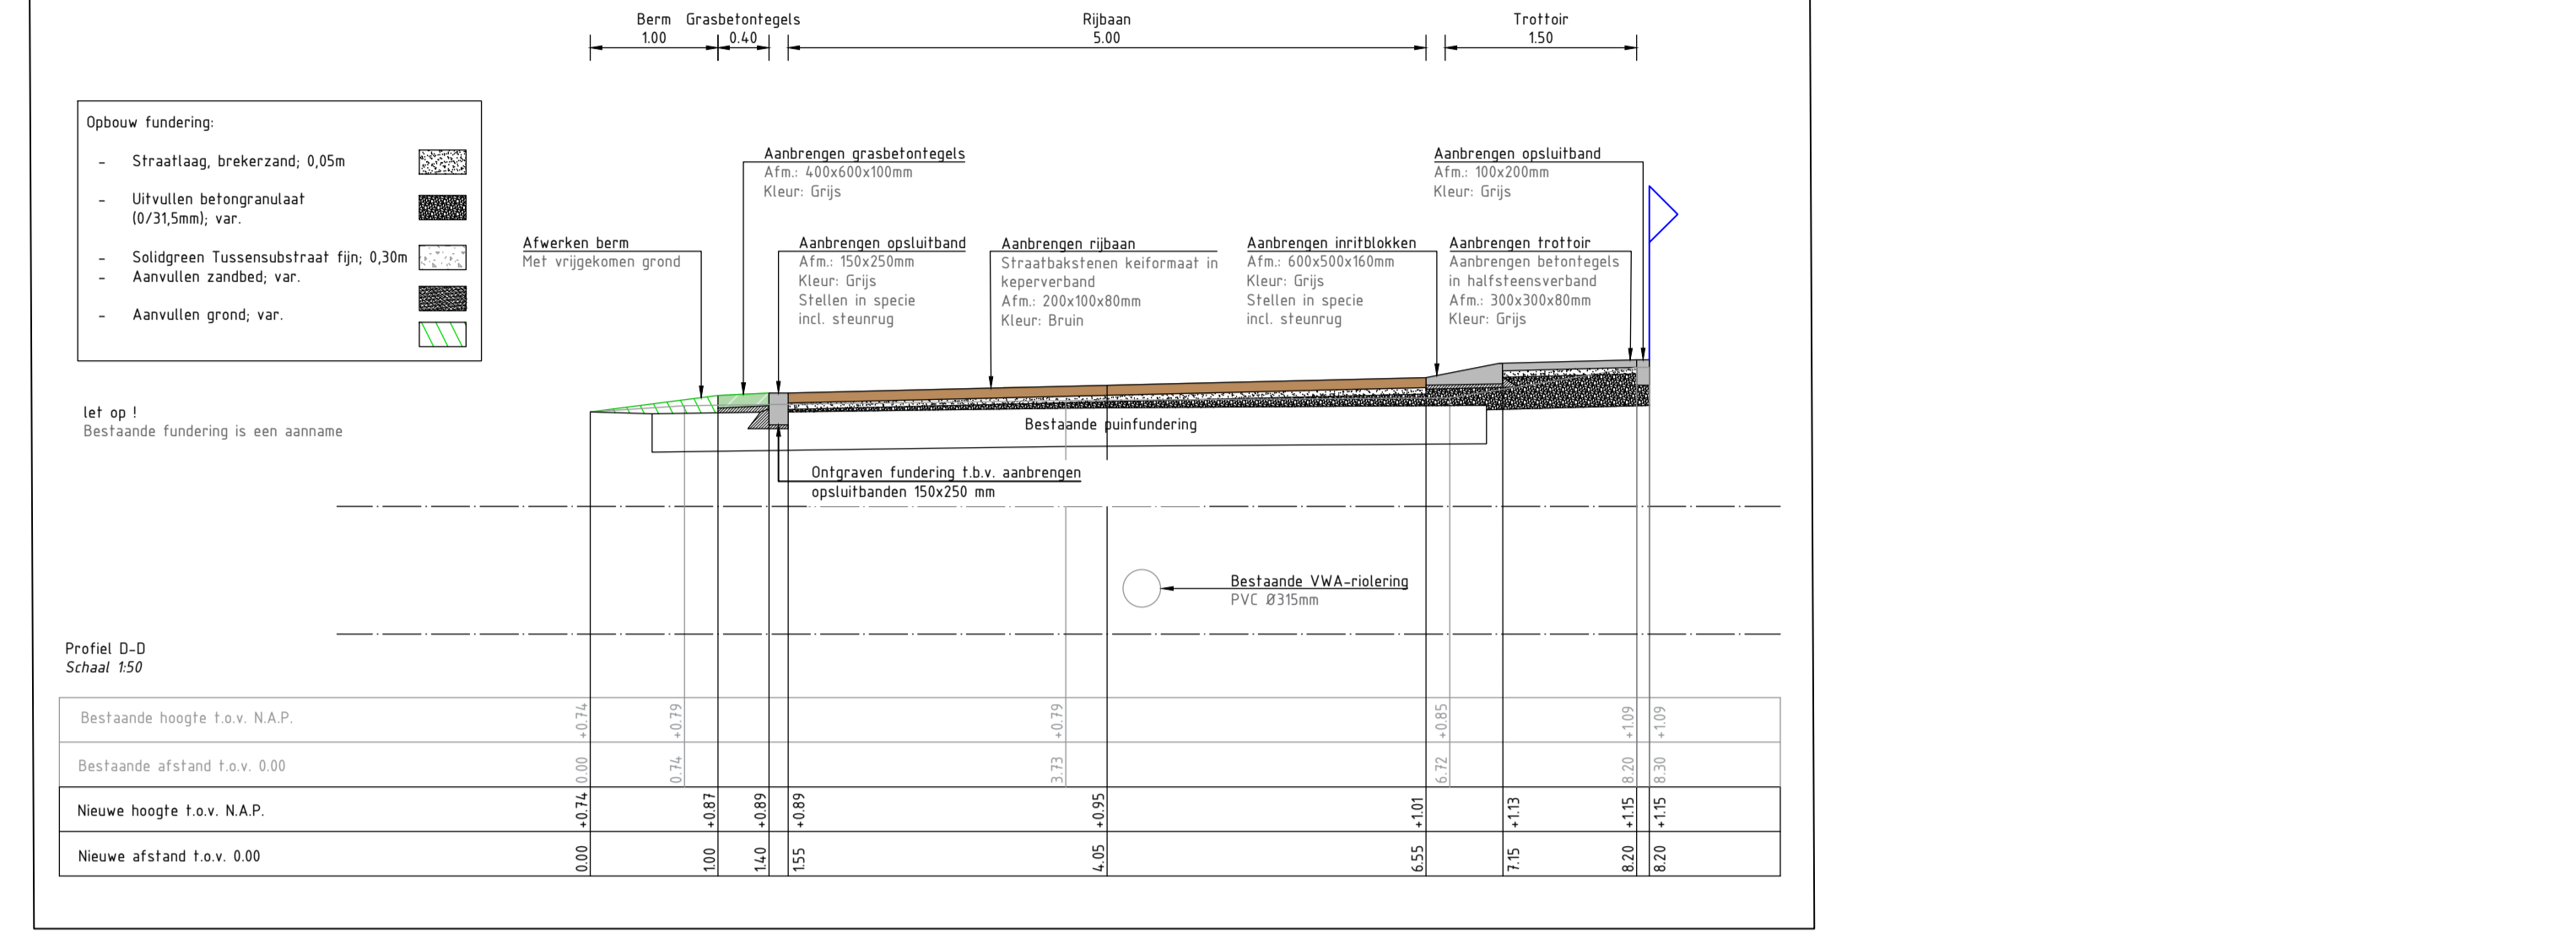 Berm Grasbetontegels Rijbaan Trottoir
1.00 0.40 5.00 1.50
Opbouw fundering:
- Straatlaag, brekerzand; 0,05m
- Uitvullen betongranulaat
(0/31,5mm); var.
- Solidgreen Tussensubstraat fijn; 0,30m
- Aanvullen zandbed; var.
- Aanvullen grond; var.
let op !
Bestaande fundering is een aanname
Afwerken berm
Met vrijgekomen grond
Aanbrengen grasbetontegels
Afm.: 400x600x100mm
Kleur: Grijs
Aanbrengen opsluitband
Afm.: 150x250mm
Kleur: Grijs
Stellen in specie
incl. steunrug
Aanbrengen rijbaan
Straatbakstenen keiformaat in
keperverband
Afm.: 200x100x80mm
Kleur: Bruin
Aanbrengen inritblokken
Afm.: 600x500x160mm
Kleur: Grijs
Stellen in specie
incl. steunrug
Aanbrengen opsluitband
Afm.: 100x200mm
Kleur: Grijs
Aanbrengen trottoir
Aanbrengen betontegels
in halfsteensverband
Afm.: 300x300x80mm
Kleur: Grijs
Bestaande puinfundering
Ontgraven fundering t.b.v. aanbrengen
opsluitbanden 150x250 mm
Bestaande VWA-riolering
PVC Ø315mm
Profiel D-D
Schaal 1:50
Bestaande hoogte t.o.v. N.A.P. +0.74 +0.79 +0.79 +0.85 +1.09 +1.09
Bestaande afstand t.o.v. 0.00 0.00 0.74 3.73 6.72 8.20 8.30
Nieuwe hoogte t.o.v. N.A.P. +0.74 +0.87 +0.89 +0.89 +0.95 +1.01 +1.13 +1.15 +1.15
Nieuwe afstand t.o.v. 0.00 0.00 1.00 1.40 1.55 4.05 6.55 7.15 8.20 8.20